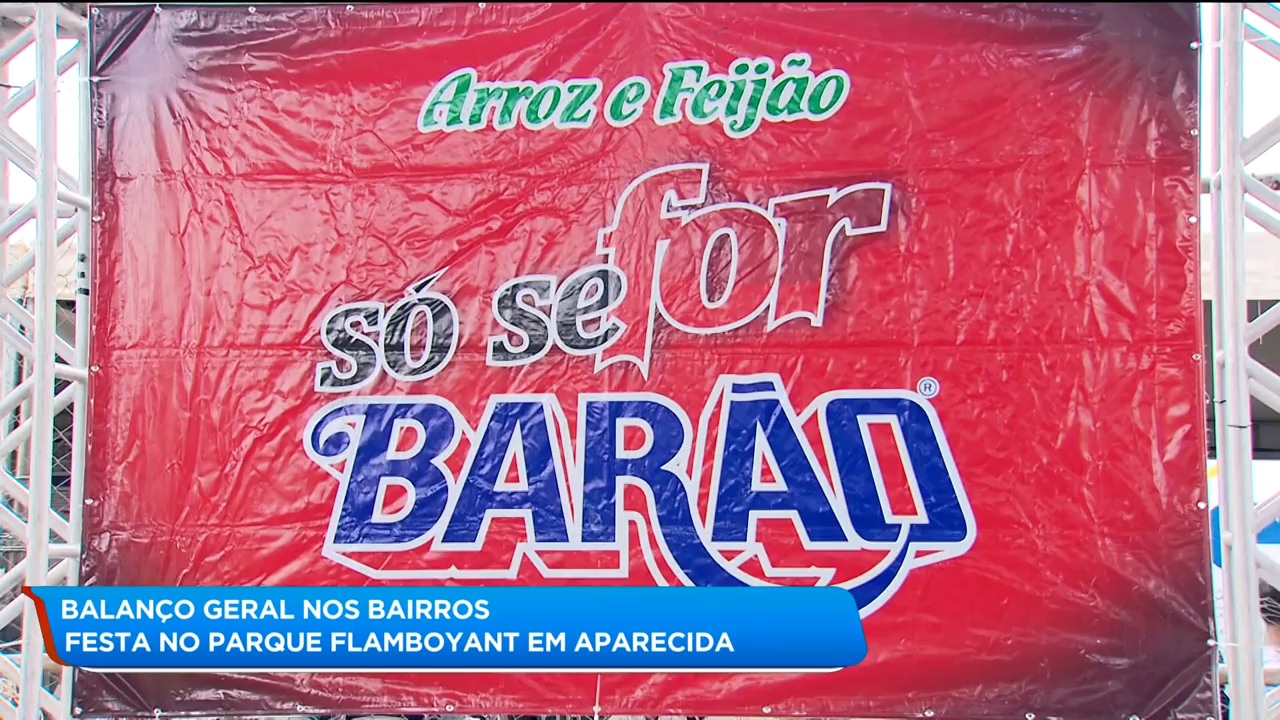 Arroz e Feijão
só se for
BARÃO®
BALANÇO GERAL NOS BAIRROS
FESTA NO PARQUE FLAMBOYANT EM APARECIDA